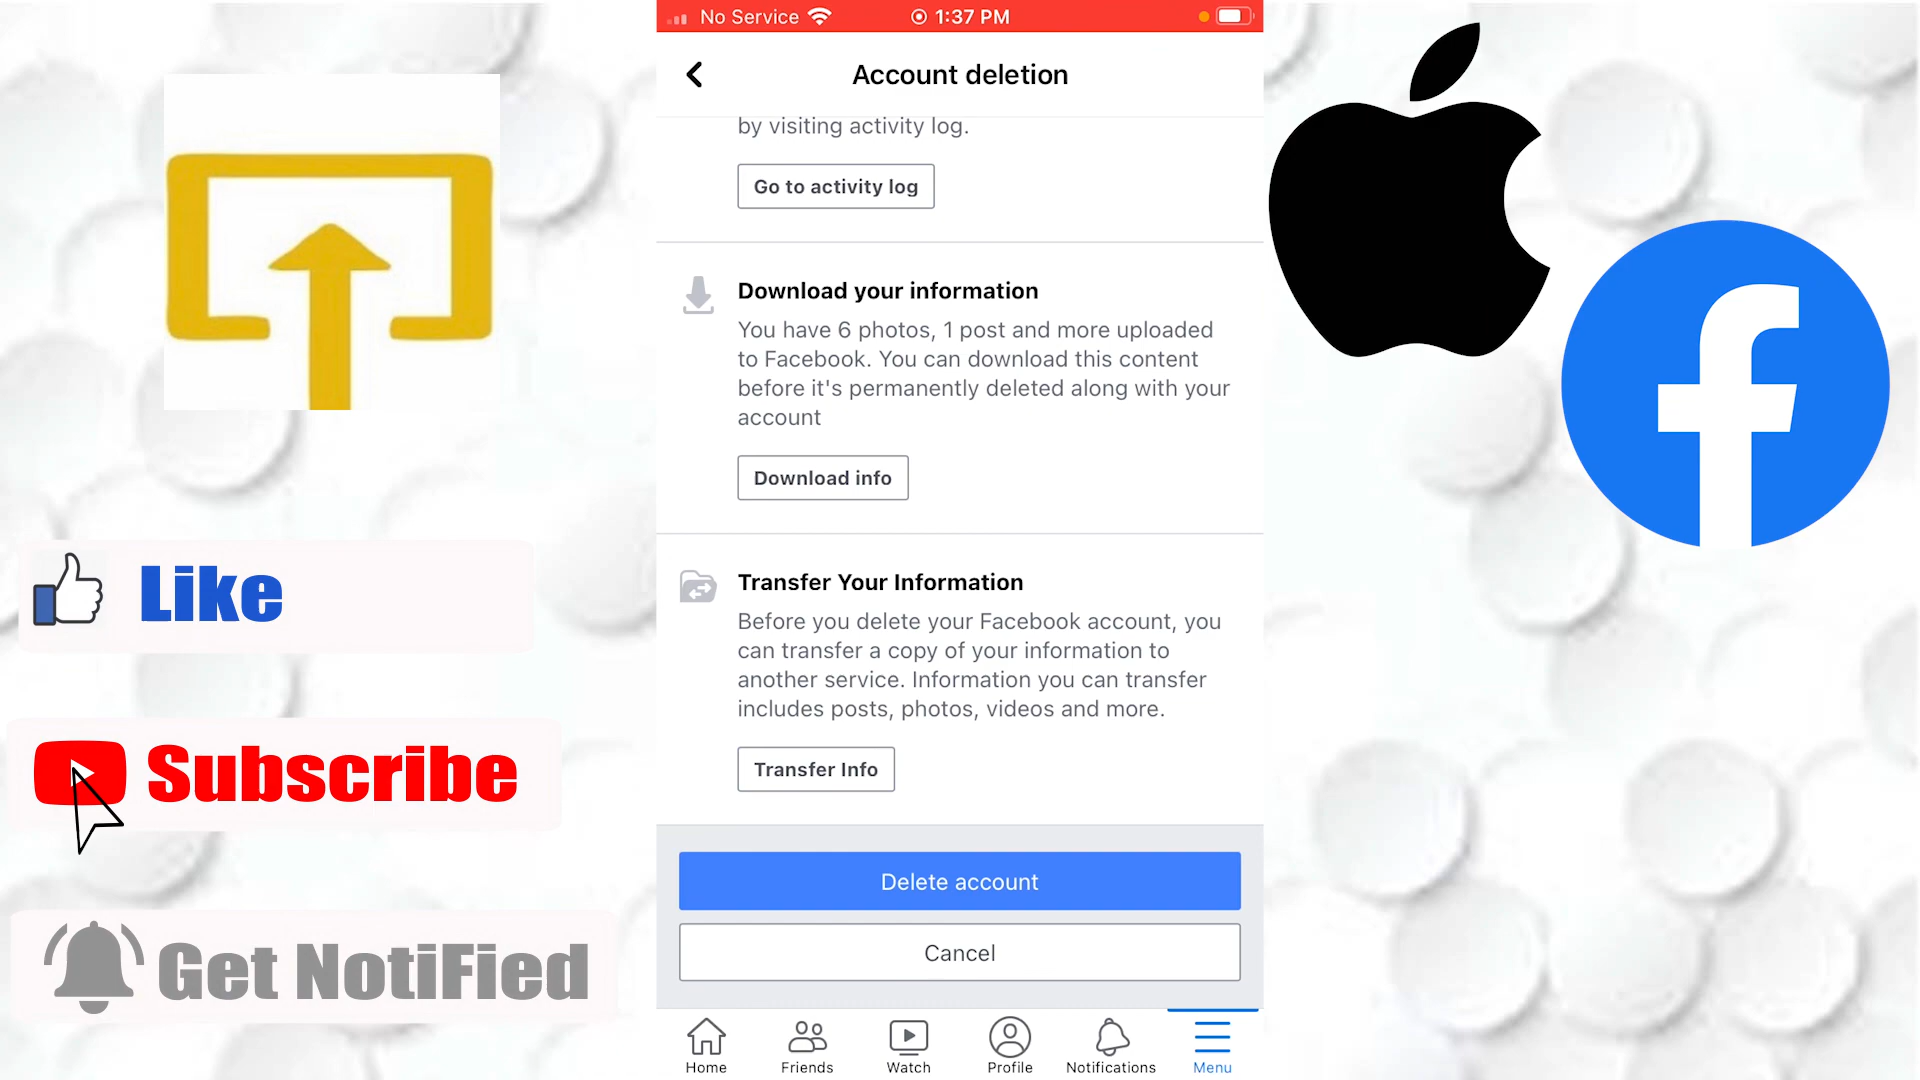 No Service
1:37 PM
Account deletion
by visiting activity log.
Go to activity log
Download your information
You have 6 photos, 1 post and more uploaded
to Facebook. You can download this content
before it's permanently deleted along with your
account
Download info
Transfer Your Information
Before you delete your Facebook account, you
can transfer a copy of your information to
another service. Information you can transfer
includes posts, photos, videos and more.
Transfer Info
Delete account
Cancel
Home
Friends
Watch
Profile
Notifications
Menu
Like
Subscribe
Get NotiFied